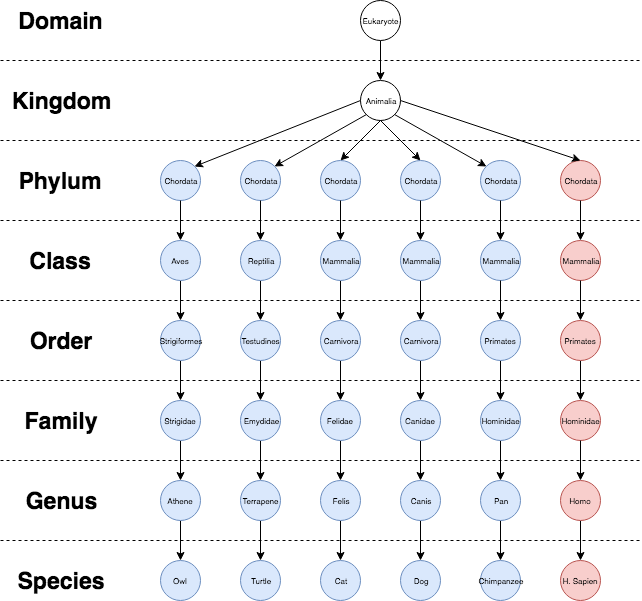 Domain
Eukaryote
Kingdom
Animalia
Phylum
Chordata Chordata Chordata Chordata Chordata Chordata
Class
Aves Reptilia Mammalia Mammalia Mammalia Mammalia
Order
Strigiformes Testudines Carnivora Carnivora Primates Primates
Family
Strigidae Emydidae Felidae Canidae Hominidae Hominidae
Genus
Athene Terrapene Felis Canis Pan Homo
Species
Owl Turtle Cat Dog Chimpanzee H. Sapien